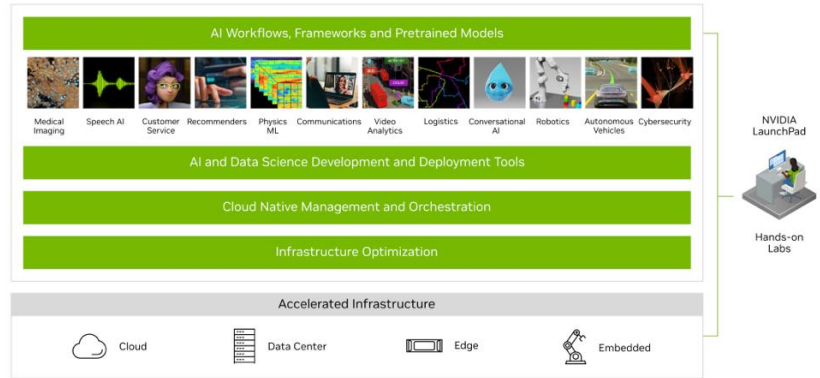 AI Workflows, Frameworks and Pretrained Models
Medical
Imaging
Speech AI
Customer
Service
Recommenders
Physics
ML
Communications
Video
Analytics
Logistics
Conversational
AI
Robotics
Autonomous
Vehicles
Cybersecurity
AI and Data Science Development and Deployment Tools
Cloud Native Management and Orchestration
Infrastructure Optimization
NVIDIA
LaunchPad
Hands-on
Labs
Accelerated Infrastructure
Cloud
Data Center
Edge
Embedded